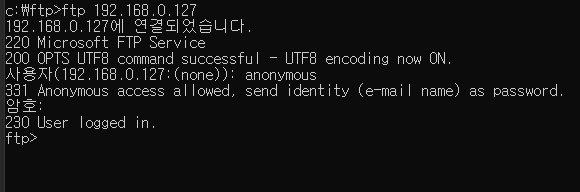 c:₩ftp>ftp 192.168.0.127
192.168.0.127에 연결되었습니다.
220 Microsoft FTP Service
200 OPTS UTF8 command successful - UTF8 encoding now ON.
사용자(192.168.0.127:(none)): anonymous
331 Anonymous access allowed, send identity (e-mail name) as password.
암호:
230 User logged in.
ftp>